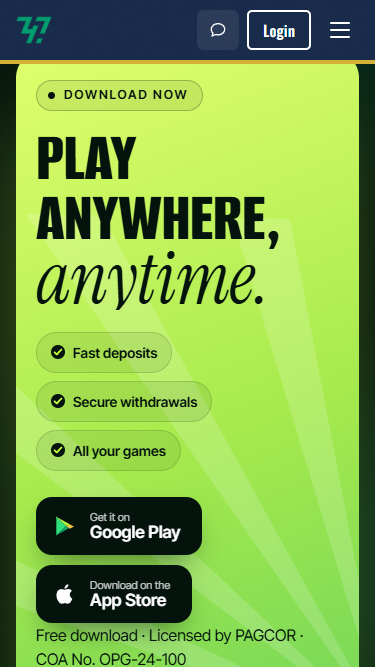 Login
DOWNLOAD NOW
PLAY
ANYWHERE,
anytime.
Fast deposits
Secure withdrawals
All your games
Get it on
Google Play
Download on the
App Store
Free download · Licensed by PAGCOR ·
COA No. OPG-24-100